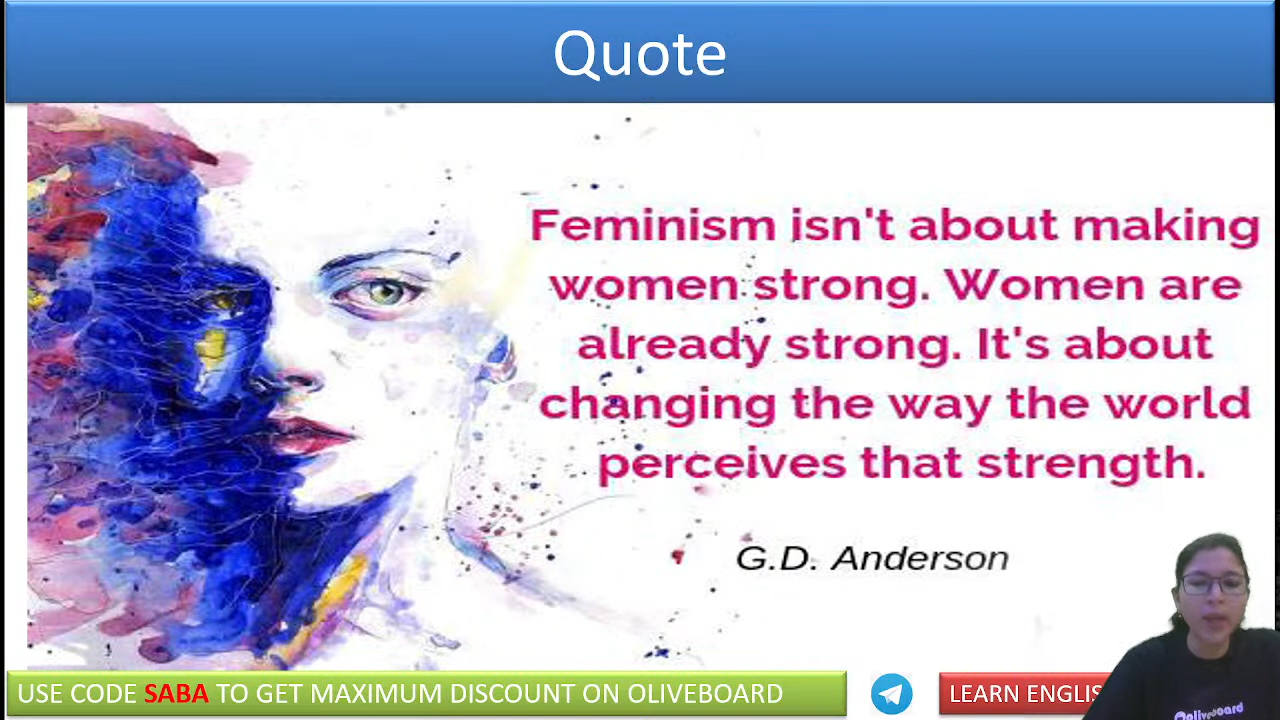 Quote
Feminism isn't about making
women strong. Women are
already strong. It's about
changing the way the world
perceives that strength.
G.D. Anderson
USE CODE SABA TO GET MAXIMUM DISCOUNT ON OLIVEBOARD
LEARN ENGLIS
Oliveboard